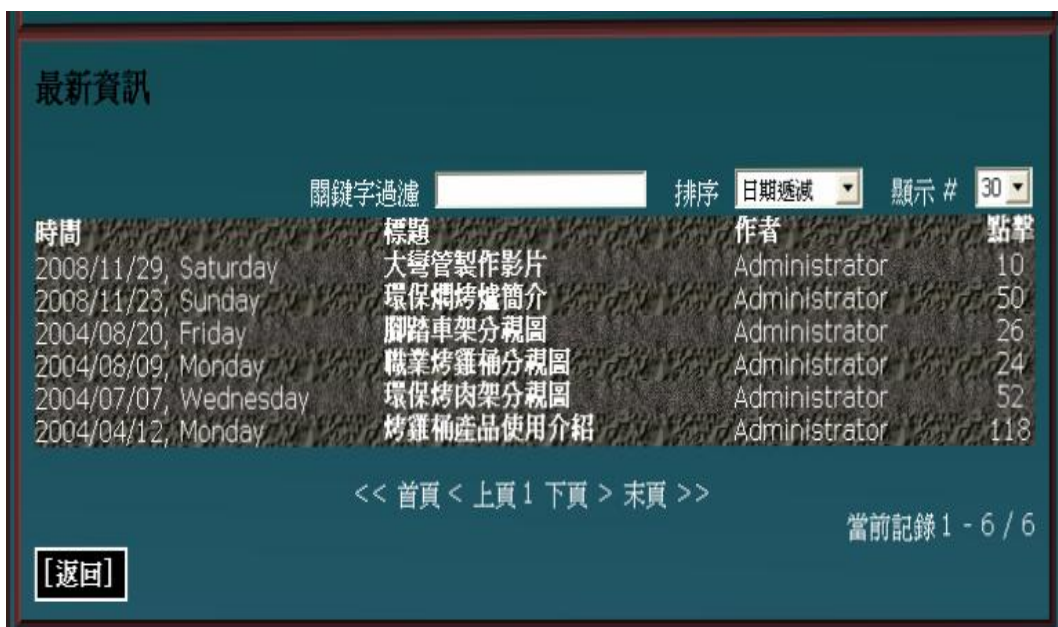 最新資訊
關鍵字過濾 排序 日期遞減 顯示 # 30
時間 標題 作者 點擊
2008/11/29, Saturday 大彎管製作影片 Administrator 10
2008/11/23, Sunday 環保燜烤爐簡介 Administrator 50
2004/08/20, Friday 腳踏車架分視圖 Administrator 26
2004/08/09, Monday 職業烤雞桶分視圖 Administrator 24
2004/07/07, Wednesday 環保烤肉架分視圖 Administrator 52
2004/04/12, Monday 烤雞桶產品使用介紹 Administrator 118
<< 首頁 < 上頁 1 下頁 > 末頁 >>
當前記錄 1 - 6 / 6
[返回]